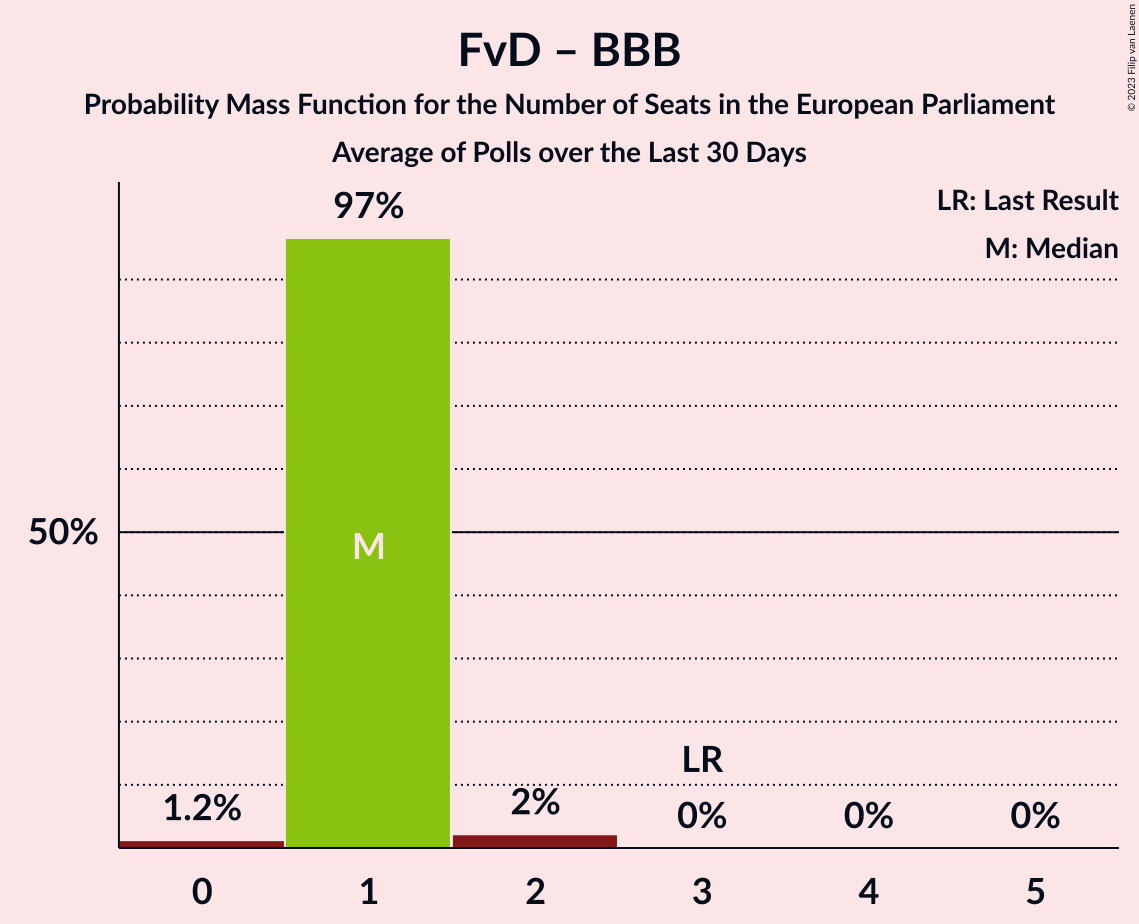 FvD – BBB
Probability Mass Function for the Number of Seats in the European Parliament
Average of Polls over the Last 30 Days
© 2023 Filip van Laenen
LR: Last Result
M: Median
97%
50%
M
LR
1.2%
2%
0%
0%
0%
0
1
2
3
4
5